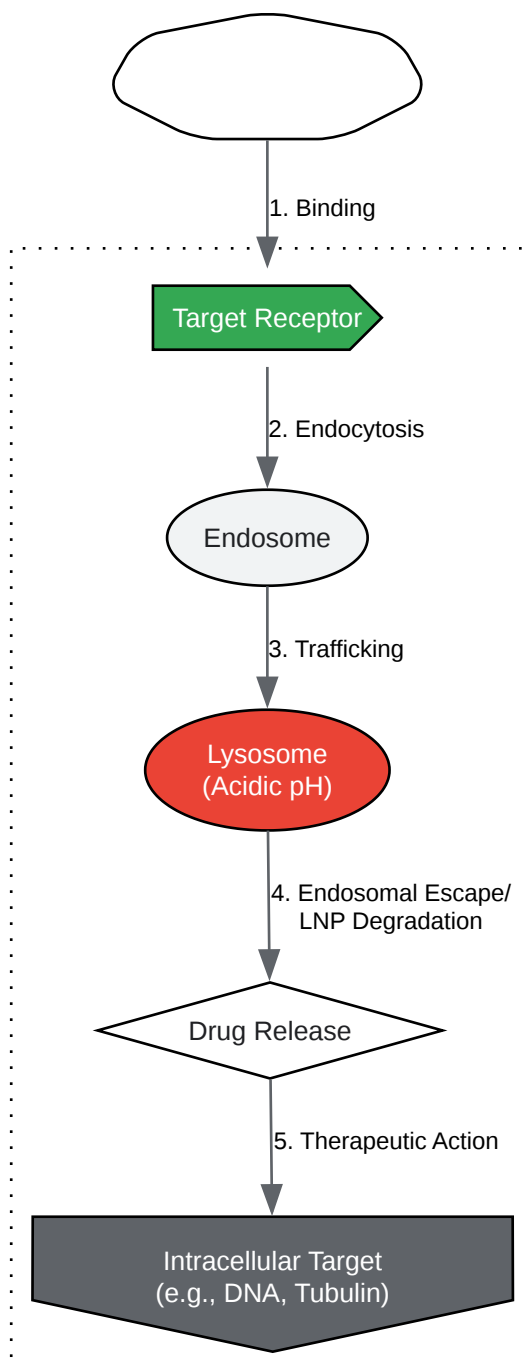 1. Binding
Target Receptor
2. Endocytosis
Endosome
3. Trafficking
Lysosome
(Acidic pH)
4. Endosomal Escape/
LNP Degradation
Drug Release
5. Therapeutic Action
Intracellular Target
(e.g., DNA, Tubulin)